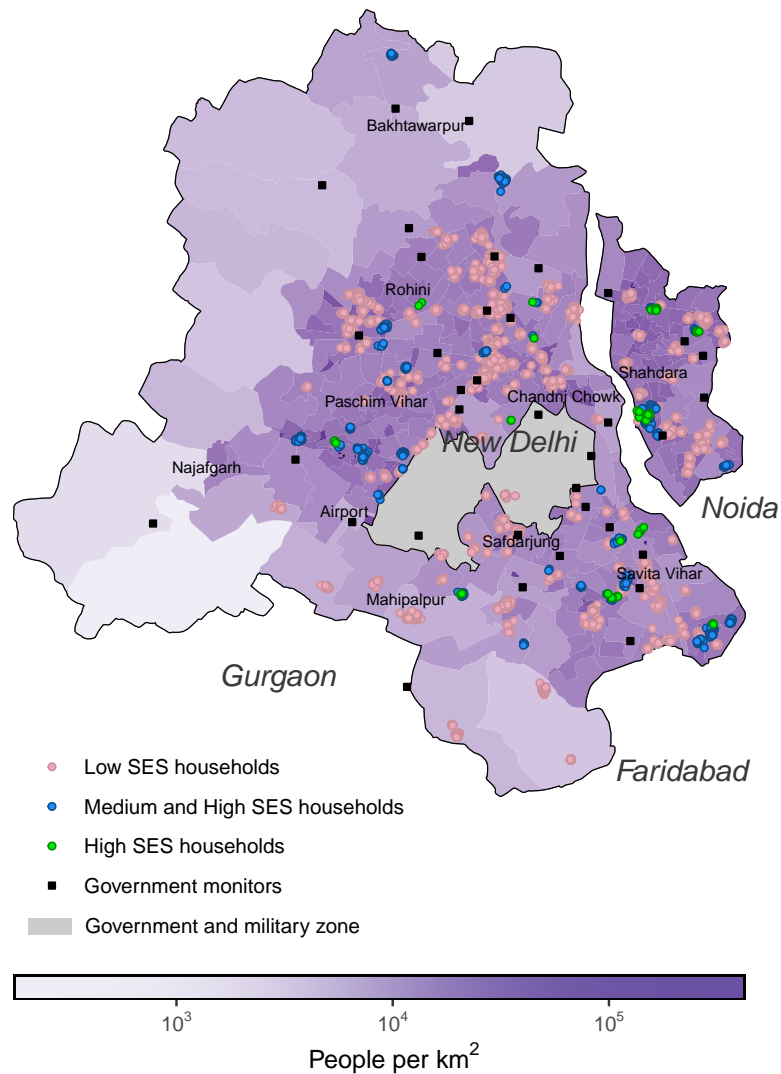 Bakhtawarpur
Rohini
Shahdara
Paschim Vihar
Chandni Chowk
New Delhi
Najafgarh
Noida
Airport
Safdarjung
Savita Vihar
Mahipalpur
Gurgaon
Faridabad
Low SES households
Medium and High SES households
High SES households
Government monitors
Government and military zone
10³ 10⁴ 10⁵
People per km²